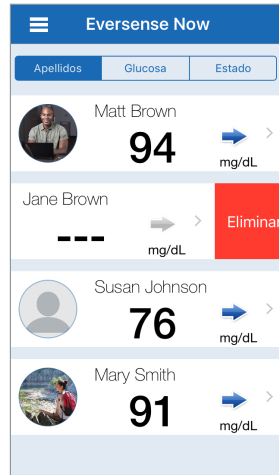 Eversense Now
Apellidos Glucosa Estado
Matt Brown
94
mg/dL
Jane Brown
---
mg/dL
Eliminar
Susan Johnson
76
mg/dL
Mary Smith
91
mg/dL